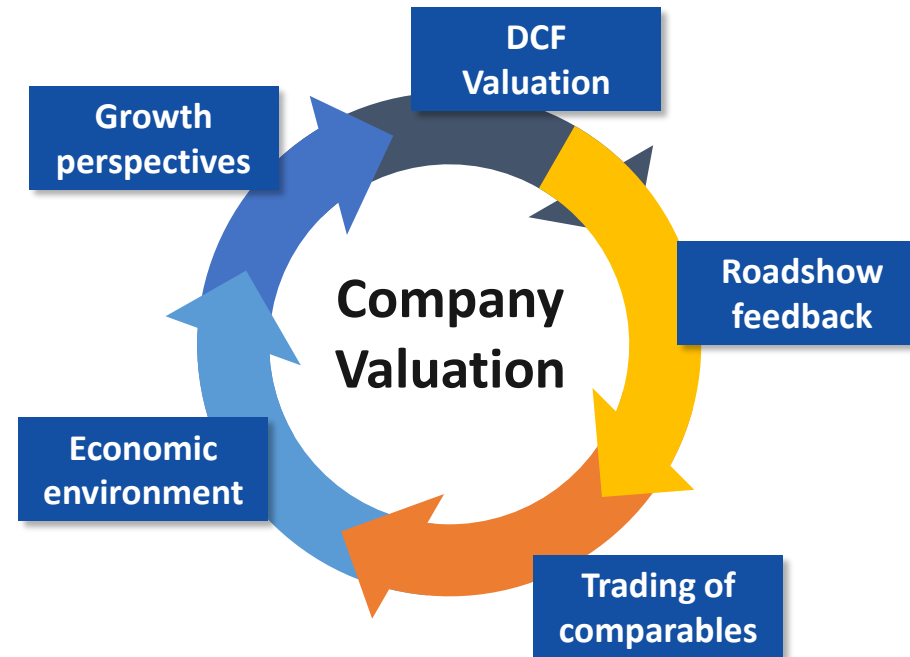 DCF
Valuation
Growth
perspectives
Roadshow
feedback
Company
Valuation
Economic
environment
Trading of
comparables